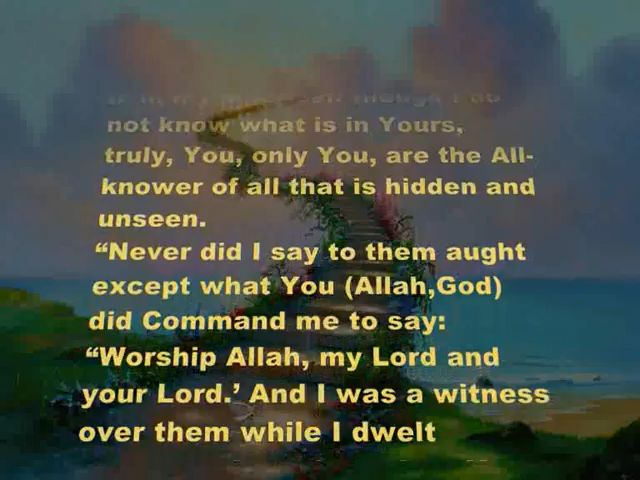 not know what is in Yours,
truly, You, only You, are the All-
knower of all that is hidden and
unseen.
“Never did I say to them aught
except what You (Allah,God)
did Command me to say:
“Worship Allah, my Lord and
your Lord.’ And I was a witness
over them while I dwelt